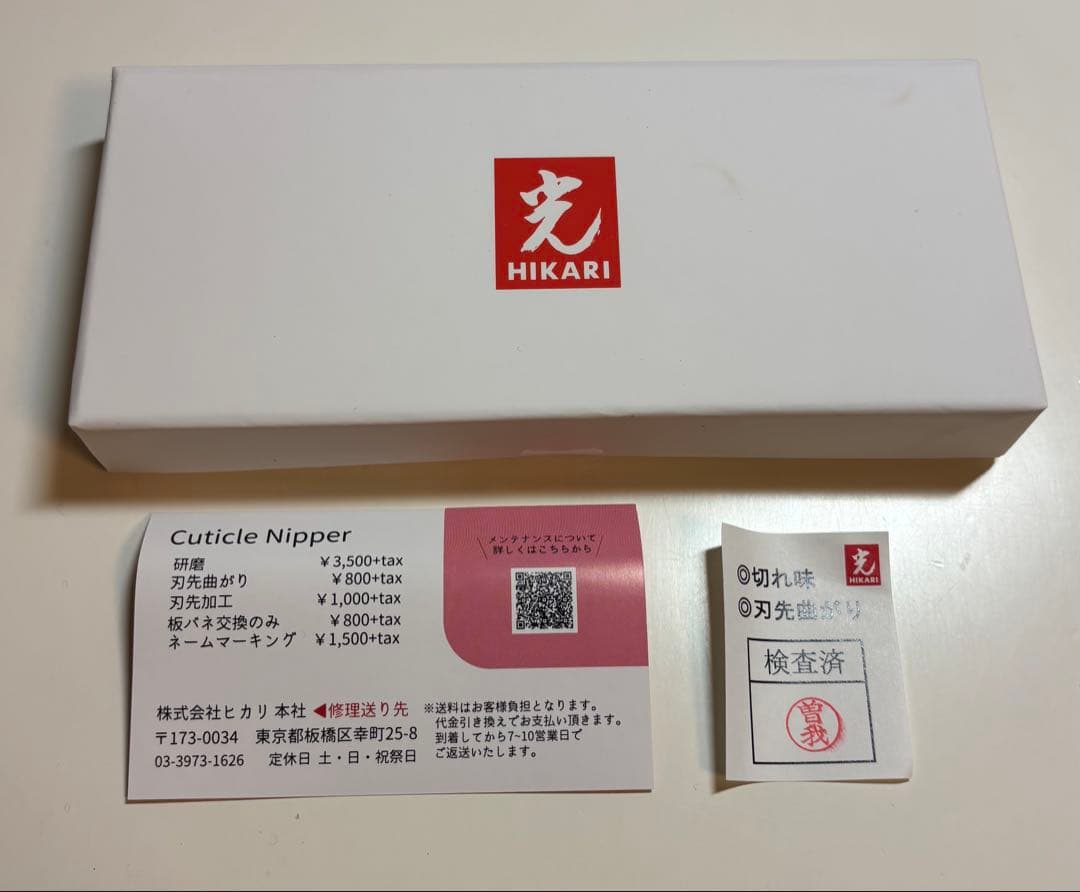 光
HIKARI
Cuticle Nipper
研磨 ¥3,500+tax
刃先曲がり ¥800+tax
刃先加工 ¥1,000+tax
板バネ交換のみ ¥800+tax
ネームマーキング ¥1,500+tax
\メンテナンスについて
詳しくはこちらから/
株式会社ヒカリ 本社 ◀修理送り先
〒173-0034 東京都板橋区幸町25-8
03-3973-1626 定休日 土・日・祝祭日
※送料はお客様負担となります。
代金引き換えでお支払い頂きます。
到着してから7~10営業日で
ご返送いたします。
光
HIKARI
◎切れ味
◎刃先曲がり
検査済
曽我